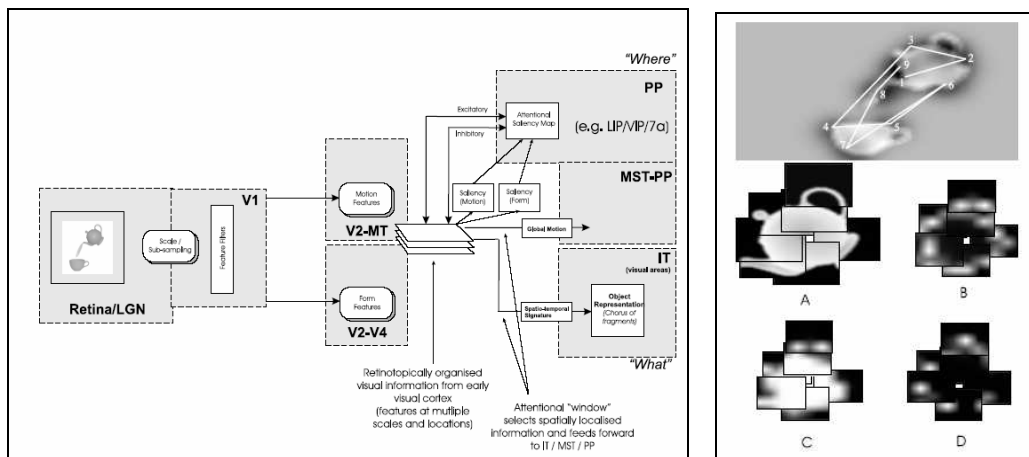 "Where"
PP
Excitatory
Inhibitory
Attentional
Saliency Map
(e.g. LIP/VIP/7a)
MST-PP
V1
Motion
Features
V2-MT
Saliency
(Motion)
Saliency
(Form)
Global Motion
Scale /
Sub-sampling
Feature Filters
Retina/LGN
Form
Features
V2-V4
IT
(visual areas)
Spatio-temporal
Signature
Object
Representation
(Chorus of
fragments)
"What"
Retinotopically organised
visual information from early
visual cortex
(features at mutliple
scales and locations)
Attentional "window"
selects spatially localised
information and feeds forward
to IT / MST / PP
3
9
2
1
6
8
4
5
7
A
B
C
D